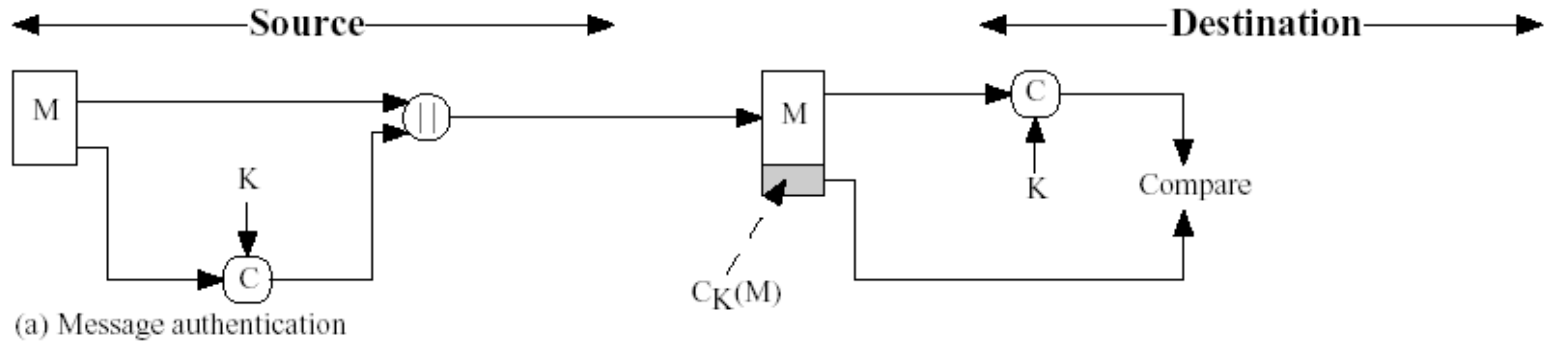 Source
Destination
M
||
M
C
K
K
Compare
C
CK(M)
(a) Message authentication